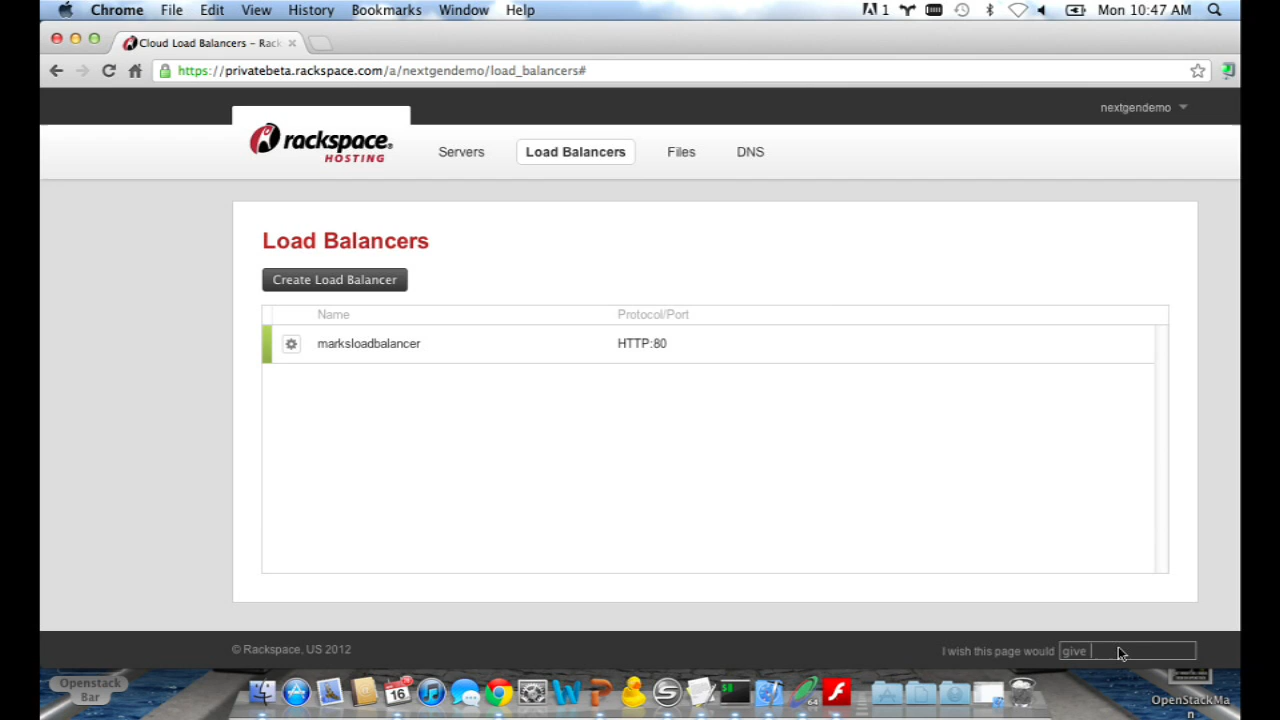 Chrome File Edit View History Bookmarks Window Help 1 Mon 10:47 AM
Cloud Load Balancers – Rack
https://privatebeta.rackspace.com/a/nextgendemo/load_balancers#
nextgendemo
rackspace®
HOSTING
Servers Load Balancers Files DNS
Load Balancers
Create Load Balancer
Name Protocol/Port
marksloadbalancer HTTP:80
© Rackspace, US 2012
I wish this page would give
Openstack
Bar
16
64
OpenStackMa
n